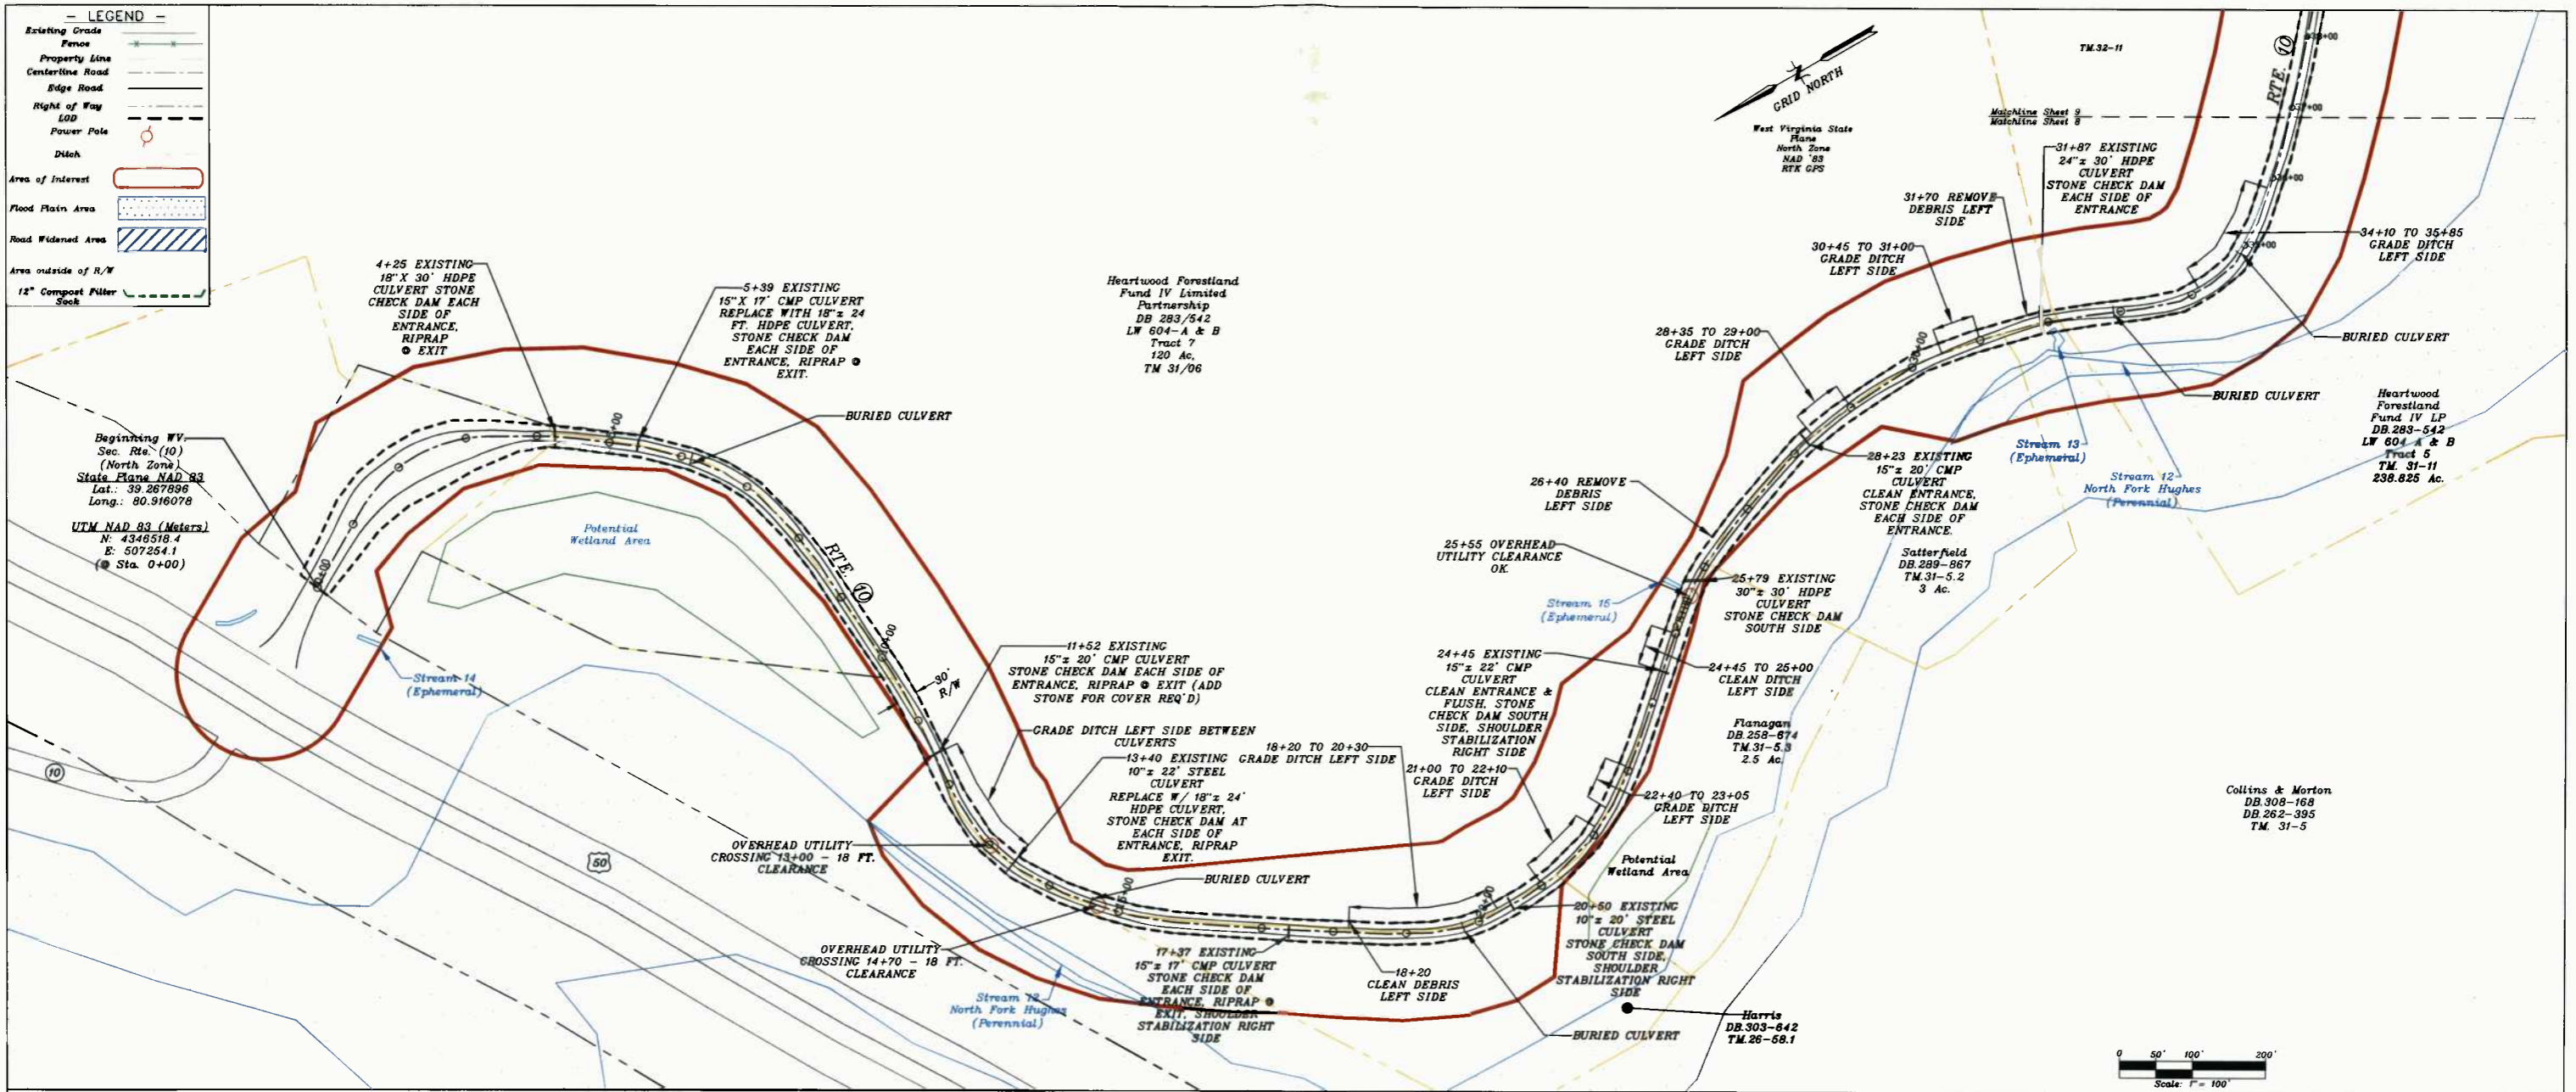 - LEGEND -
Existing Grade
Fence
Property Line
Centerline Road
Edge Road
Right of Way
LOD
Power Pole
Ditch
Area of Interest
Flood Plain Area
Road Widened Area
Area outside of R/W
12" Compost Filter
Sock
4+25 EXISTING
18"X 30' HDPE
CULVERT STONE
CHECK DAM EACH
SIDE OF
ENTRANCE,
RIPRAP
@ EXIT
5+39 EXISTING
15"X 17' CMP CULVERT
REPLACE WITH 18"x 24
FT. HDPE CULVERT,
STONE CHECK DAM
EACH SIDE OF
ENTRANCE, RIPRAP @
EXIT.
BURIED CULVERT
Heartwood Forestland
Fund IV Limited
Partnership
DB 283/542
LW 604-A & B
Tract 7
120 Ac,
TM 31/06
GRID NORTH
West Virginia State
Plane
North Zone
NAD '83
RTK GPS
TM.32-11
Matchline Sheet 9
Matchline Sheet 8
RTE. 10
38+00
37+00
36+00
35+00
31+87 EXISTING
24"x 30' HDPE
CULVERT
STONE CHECK DAM
EACH SIDE OF
ENTRANCE
31+70 REMOVE
DEBRIS LEFT
SIDE
30+45 TO 31+00
GRADE DITCH
LEFT SIDE
28+35 TO 29+00
GRADE DITCH
LEFT SIDE
30+00
34+10 TO 35+85
GRADE DITCH
LEFT SIDE
BURIED CULVERT
BURIED CULVERT
Heartwood
Forestland
Fund IV LP
DB.283-542
LW 604 A & B
Tract 5
TM. 31-11
238.825 Ac.
Stream 13
(Ephemeral)
Stream 12
North Fork Hughes
(Perennial)
28+23 EXISTING
15"x 20' CMP
CULVERT
CLEAN ENTRANCE,
STONE CHECK DAM
EACH SIDE OF
ENTRANCE.
Satterfield
DB.289-867
TM.31-5.2
3 Ac.
26+40 REMOVE
DEBRIS
LEFT SIDE
25+55 OVERHEAD
UTILITY CLEARANCE
OK.
Stream 15
(Ephemeral)
25+79 EXISTING
30"x 30' HDPE
CULVERT
STONE CHECK DAM
SOUTH SIDE
24+45 EXISTING
15"x 22' CMP
CULVERT
CLEAN ENTRANCE &
FLUSH, STONE
CHECK DAM SOUTH
SIDE, SHOULDER
STABILIZATION
RIGHT SIDE
24+45 TO 25+00
CLEAN DITCH
LEFT SIDE
Flanagan
DB.258-674
TM.31-5.3
2.5 Ac.
Beginning WV.
Sec. Rte. (10)
(North Zone)
State Plane NAD 83
Lat.: 39.267896
Long.: 80.916078
UTM NAD 83 (Meters)
N: 4346518.4
E: 507254.1
(@ Sta. 0+00)
0+00
5+00
Potential
Wetland Area
RTE. 10
10+00
30'
R/W
Stream 14
(Ephemeral)
10
50
11+52 EXISTING
15"x 20' CMP CULVERT
STONE CHECK DAM EACH SIDE OF
ENTRANCE, RIPRAP @ EXIT (ADD
STONE FOR COVER REQ'D)
GRADE DITCH LEFT SIDE BETWEEN
CULVERTS
13+40 EXISTING
10"x 22' STEEL
CULVERT
REPLACE W/ 18"x 24'
HDPE CULVERT,
STONE CHECK DAM AT
EACH SIDE OF
ENTRANCE, RIPRAP
EXIT.
18+20 TO 20+30
GRADE DITCH LEFT SIDE
21+00 TO 22+10
GRADE DITCH
LEFT SIDE
22+40 TO 23+05
GRADE DITCH
LEFT SIDE
Collins & Morton
DB.308-168
DB.262-395
TM. 31-5
OVERHEAD UTILITY
CROSSING 13+00 - 18 FT.
CLEARANCE
BURIED CULVERT
15+00
20+00
Potential
Wetland Area
OVERHEAD UTILITY
CROSSING 14+70 - 18 FT.
CLEARANCE
Stream 12
North Fork Hughes
(Perennial)
17+37 EXISTING
15"x 17' CMP CULVERT
STONE CHECK DAM
EACH SIDE OF
ENTRANCE, RIPRAP @
EXIT, SHOULDER
STABILIZATION RIGHT
SIDE
18+20
CLEAN DEBRIS
LEFT SIDE
20+50 EXISTING
10"x 20' STEEL
CULVERT
STONE CHECK DAM
SOUTH SIDE,
SHOULDER
STABILIZATION RIGHT
SIDE
BURIED CULVERT
Harris
DB.303-642
TM.26-58.1
0 50' 100' 200'
Scale: 1"= 100'